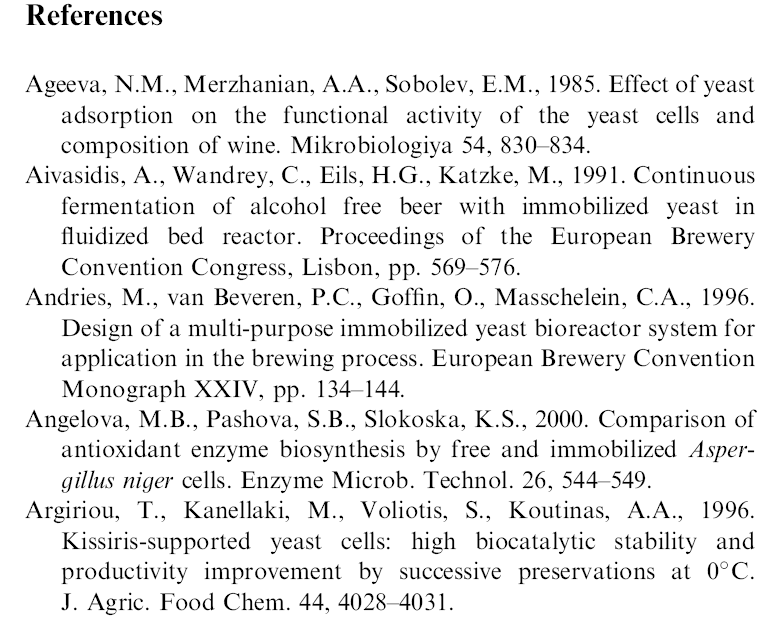 References
Ageeva, N.M., Merzhanian, A.A., Sobolev, E.M., 1985. Effect of yeast
adsorption on the functional activity of the yeast cells and
composition of wine. Mikrobiologiya 54, 830–834.
Aivasidis, A., Wandrey, C., Eils, H.G., Katzke, M., 1991. Continuous
fermentation of alcohol free beer with immobilized yeast in
fluidized bed reactor. Proceedings of the European Brewery
Convention Congress, Lisbon, pp. 569–576.
Andries, M., van Beveren, P.C., Goffin, O., Masschelein, C.A., 1996.
Design of a multi-purpose immobilized yeast bioreactor system for
application in the brewing process. European Brewery Convention
Monograph XXIV, pp. 134–144.
Angelova, M.B., Pashova, S.B., Slokoska, K.S., 2000. Comparison of
antioxidant enzyme biosynthesis by free and immobilized Asper-
gillus niger cells. Enzyme Microb. Technol. 26, 544–549.
Argiriou, T., Kanellaki, M., Voliotis, S., Koutinas, A.A., 1996.
Kissiris-supported yeast cells: high biocatalytic stability and
productivity improvement by successive preservations at 0°C.
J. Agric. Food Chem. 44, 4028–4031.